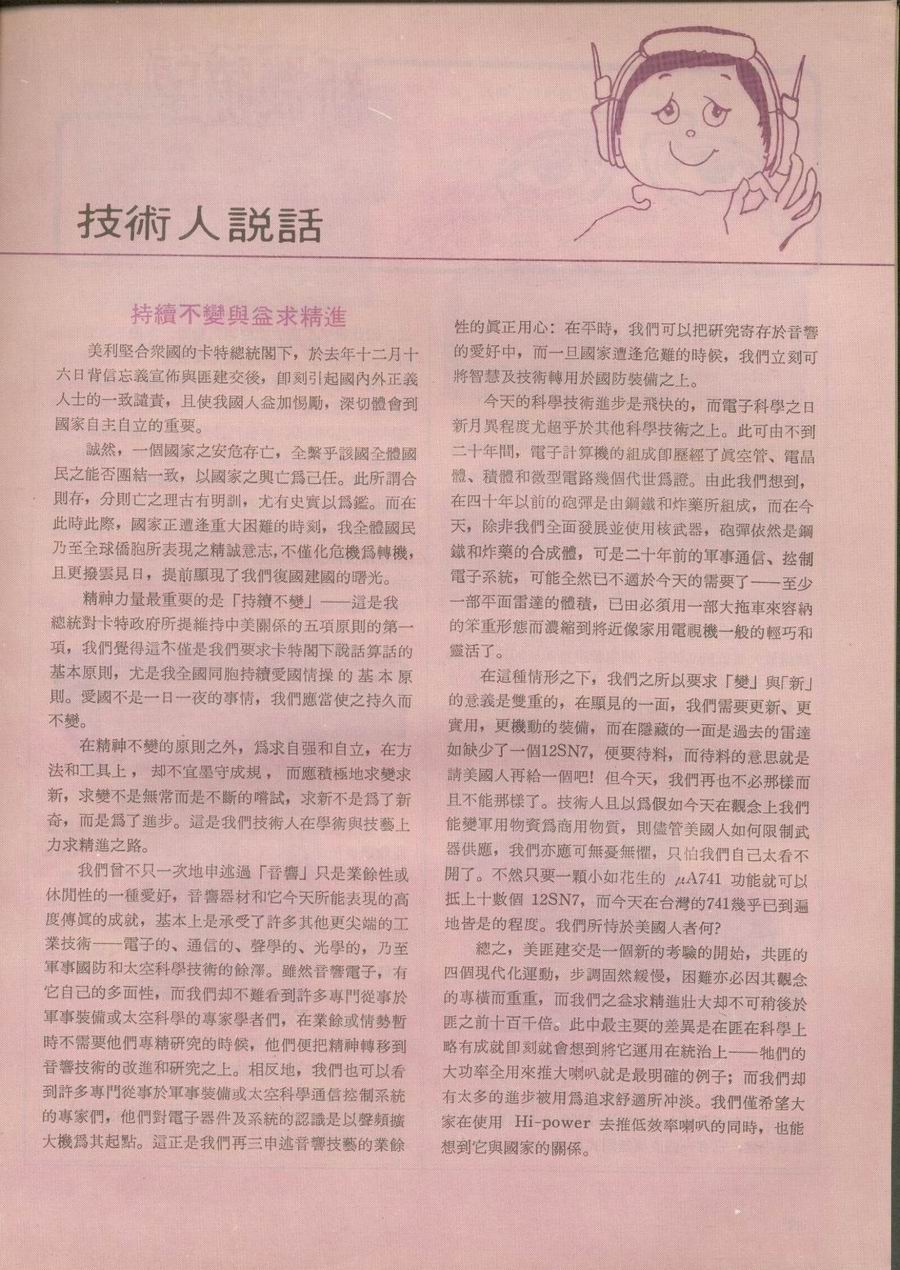 技術人説話
持續不變與益求精進
美利堅合衆國的卡特總統閣下，於去年十二月十
六日背信忘義宣佈與匪建交後，卽刻引起國內外正義
人士的一致譴責，且使我國人益加惕勵，深切體會到
國家自主自立的重要。
誠然，一個國家之安危存亡，全繫乎該國全體國
民之能否團結一致，以國家之興亡爲己任。此所謂合
則存，分則亡之理古有明訓，尤有史實以爲鑑。而在
此時此際，國家正遭逢重大困難的時刻，我全體國民
乃至全球僑胞所表現之精誠意志，不僅化危機爲轉機，
且更撥雲見日，提前顯現了我們復國建國的曙光。
精神力量最重要的是「持續不變」——這是我
總統對卡特政府所提維持中美關係的五項原則的第一
項，我們覺得這不僅是我們要求卡特閣下說話算話的
基本原則，尤是我全國同胞持續愛國情操的基本原
則。愛國不是一日一夜的事情，我們應當使之持久而
不變。
在精神不變的原則之外，爲求自强和自立，在方
法和工具上，却不宜墨守成規，而應積極地求變求
新，求變不是無常而是不斷的嚐試，求新不是爲了新
奇，而是爲了進步。這是我們技術人在學術與技藝上
力求精進之路。
我們曾不只一次地申述過「音響」只是業餘性或
休閒性的一種愛好，音響器材和它今天所能表現的高
度傳眞的成就，基本上是承受了許多其他更尖端的工
業技術——電子的、通信的、聲學的、光學的，乃至
軍事國防和太空科學技術的餘澤。雖然音響電子，有
它自己的多面性，而我們却不難看到許多專門從事於
軍事裝備或太空科學的專家學者們，在業餘或情勢暫
時不需要他們專精研究的時候，他們便把精神轉移到
音響技術的改進和研究之上。相反地，我們也可以看
到許多專門從事於軍事裝備或太空科學通信控制系統
的專家們，他們對電子器件及系統的認識是以聲頻擴
大機爲其起點。這正是我們再三申述音響技藝的業餘
性的眞正用心：在平時，我們可以把研究寄存於音響
的愛好中，而一旦國家遭逢危難的時候，我們立刻可
將智慧及技術轉用於國防裝備之上。
今天的科學技術進步是飛快的，而電子科學之日
新月異程度尤超乎於其他科學技術之上。此可由不到
二十年間，電子計算機的組成卽歷經了眞空管、電晶
體、積體和微型電路幾個代世爲證。由此我們想到，
在四十年以前的砲彈是由鋼鐵和炸藥所組成，而在今
天，除非我們全面發展並使用核武器，砲彈依然是鋼
鐵和炸藥的合成體，可是二十年前的軍事通信、控制
電子系統，可能全然已不適於今天的需要了——至少
一部平面雷達的體積，已由必須用一部大拖車來容納
的笨重形態而濃縮到將近像家用電視機一般的輕巧和
靈活了。
在這種情形之下，我們之所以要求「變」與「新」
的意義是雙重的，在顯見的一面，我們需要更新、更
實用，更機動的裝備，而在隱藏的一面是過去的雷達
如缺少了一個12SN7，便要待料，而待料的意思就是
請美國人再給一個吧！但今天，我們再也不必那樣而
且不能那樣了。技術人且以爲假如今天在觀念上我們
能變軍用物資爲商用物質，則儘管美國人如何限制武
器供應，我們亦應可無憂無懼，只怕我們自己太看不
開了。不然只要一顆小如花生的 μA741 功能就可以
抵上十數個 12SN7，而今天在台灣的741幾乎已到遍
地皆是的程度。我們所恃於美國人者何?
總之，美匪建交是一個新的考驗的開始，共匪的
四個現代化運動，步調固然緩慢，困難亦必因其觀念
的專橫而重重，而我們之益求精進壯大却不可稍後於
匪之前十百千倍。此中最主要的差異是在匪在科學上
略有成就卽刻就會想到將它運用在統治上——牠們的
大功率全用來推大喇叭就是最明確的例子；而我們却
有太多的進步被用爲追求舒適所冲淡。我們僅希望大
家在使用 Hi-power 去推低效率喇叭的同時，也能
想到它與國家的關係。